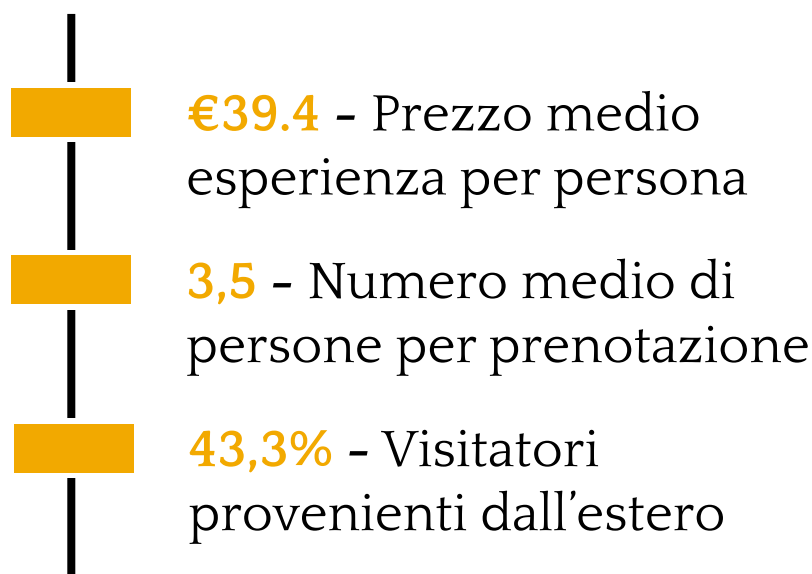 €39.4 - Prezzo medio
esperienza per persona
3,5 - Numero medio di
persone per prenotazione
43,3% - Visitatori
provenienti dall’estero